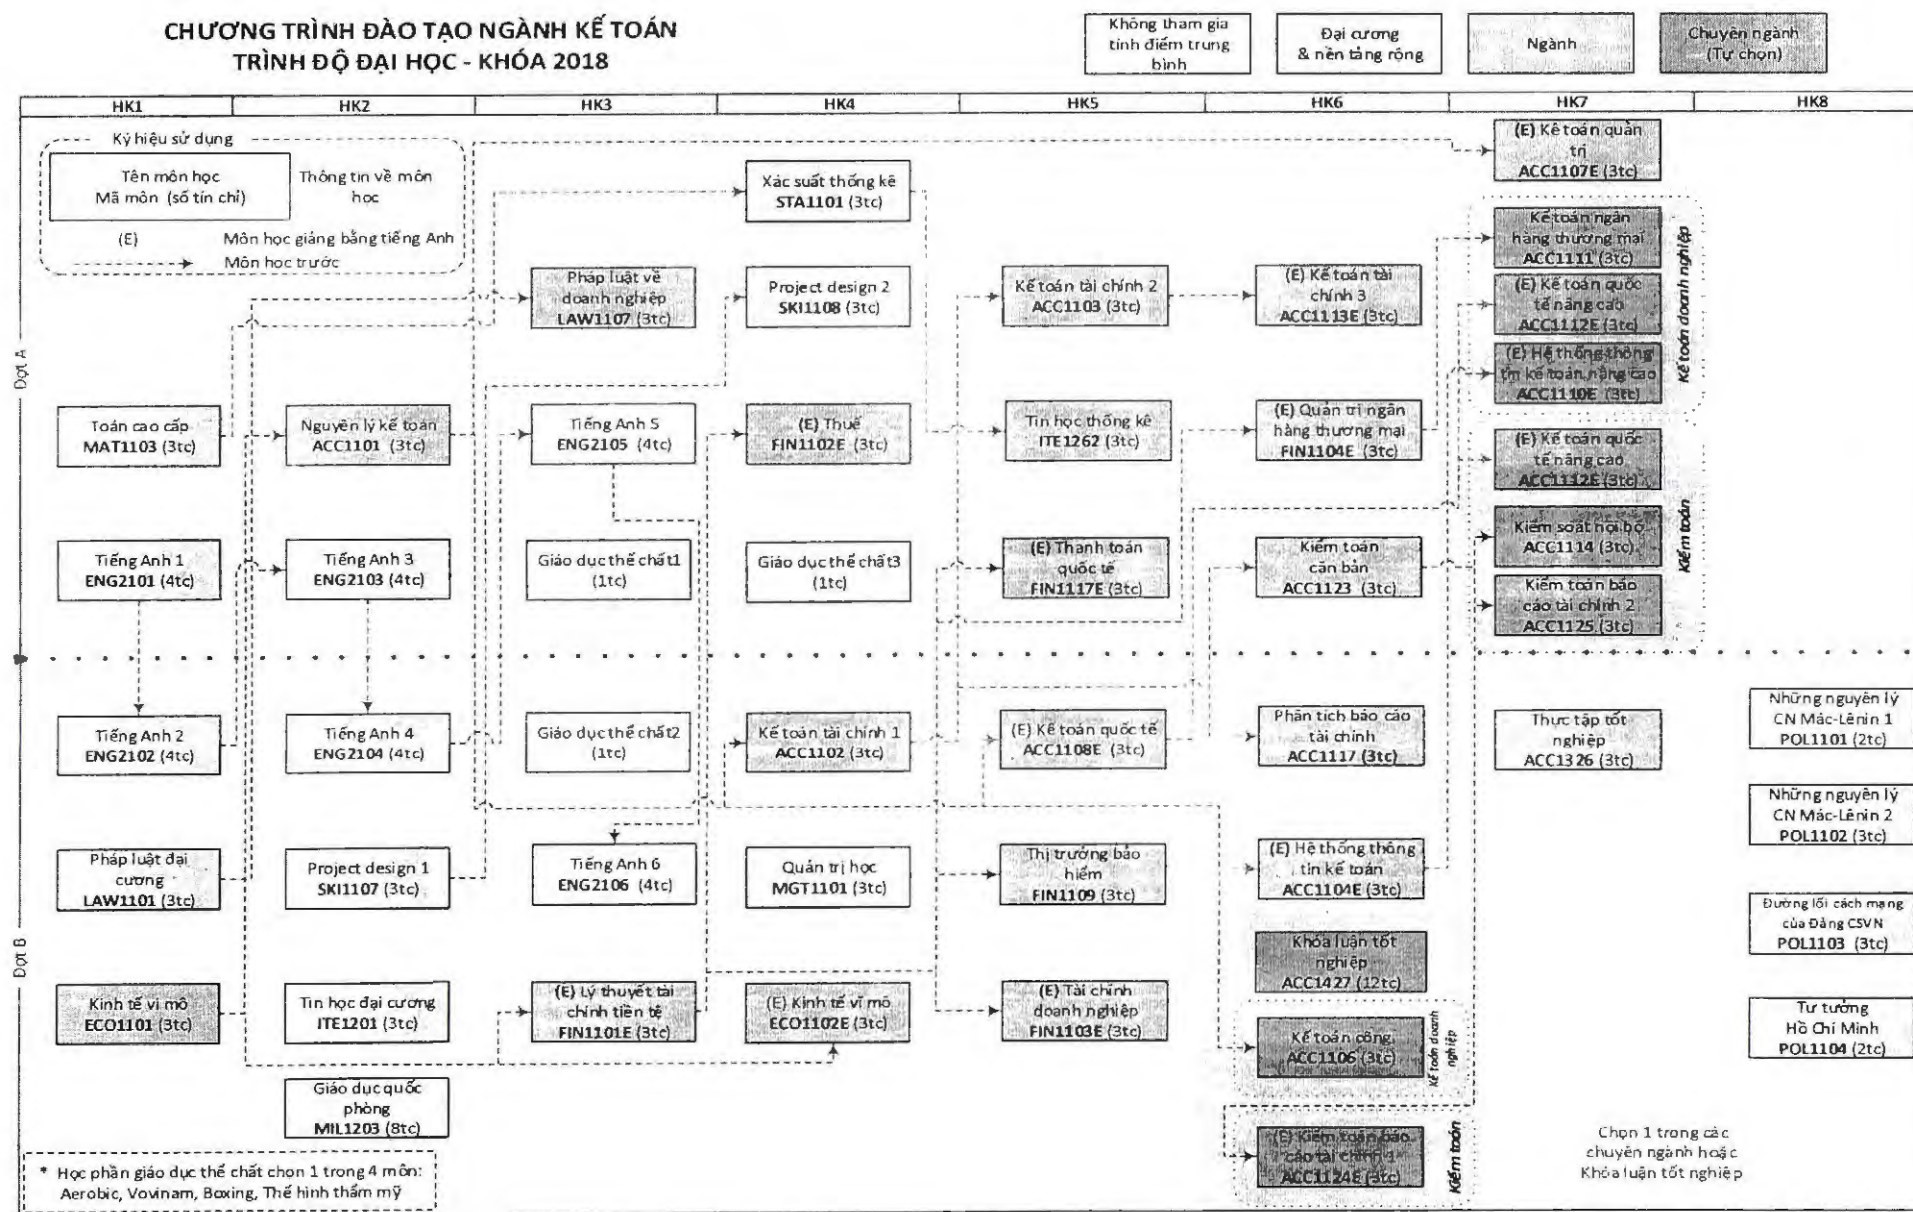 CHƯƠNG TRÌNH ĐÀO TẠO NGÀNH KẾ TOÁN
TRÌNH ĐỘ ĐẠI HỌC - KHÓA 2018
Không tham gia
tính điểm trung
bình
Đại cương
& nền tảng rộng
Ngành
Chuyên ngành
(Tự chọn)
HK1
HK2
HK3
HK4
HK5
HK6
HK7
HK8
Ký hiệu sử dụng
Tên môn học
Mã môn (số tín chỉ)
Thông tin về môn
học
(E)
Môn học giảng bằng tiếng Anh
Môn học trước
Đợt A
Toán cao cấp
MAT1103 (3tc)
Tiếng Anh 1
ENG2101 (4tc)
Nguyên lý kế toán
ACC1101 (3tc)
Tiếng Anh 3
ENG2103 (4tc)
Pháp luật về
doanh nghiệp
LAW1107 (3tc)
Tiếng Anh 5
ENG2105 (4tc)
Giáo dục thể chất1
(1tc)
Xác suất thống kê
STA1101 (3tc)
Project design 2
SKI1108 (3tc)
(E) Thuế
FIN1102E (3tc)
Giáo dục thể chất3
(1tc)
Kế toán tài chính 2
ACC1103 (3tc)
Tin học thống kê
ITE1262 (3tc)
(E) Thanh toán
quốc tế
FIN1117E (3tc)
(E) Kế toán tài
chính 3
ACC1113E (3tc)
(E) Quản trị ngân
hàng thương mại
FIN1104E (3tc)
Kiểm toán
căn bản
ACC1123 (3tc)
(E) Kế toán quản
trị
ACC1107E (3tc)
Kế toán ngân
hàng thương mại
ACC1111 (3tc)
(E) Kế toán quốc
tế nâng cao
ACC1112E (3tc)
(E) Hệ thống thông
tin kế toán nâng cao
ACC1110E (3tc)
Kế toán doanh nghiệp
(E) Kế toán quốc
tế nâng cao
ACC1112E (3tc)
Kiểm soát nội bộ
ACC1114 (3tc)
Kiểm toán báo
cáo tài chính 2
ACC1125 (3tc)
Kiểm toán
Đợt B
Tiếng Anh 2
ENG2102 (4tc)
Pháp luật đại
cương
LAW1101 (3tc)
Kinh tế vi mô
ECO1101 (3tc)
Tiếng Anh 4
ENG2104 (4tc)
Project design 1
SKI1107 (3tc)
Tin học đại cương
ITE1201 (3tc)
Giáo dục quốc
phòng
MIL1203 (8tc)
Giáo dục thể chất2
(1tc)
Tiếng Anh 6
ENG2106 (4tc)
(E) Lý thuyết tài
chính tiền tệ
FIN1101E (3tc)
Kế toán tài chính 1
ACC1102 (3tc)
Quản trị học
MGT1101 (3tc)
(E) Kinh tế vĩ mô
ECO1102E (3tc)
(E) Kế toán quốc tế
ACC1108E (3tc)
Thị trường bảo
hiểm
FIN1109 (3tc)
(E) Tài chính
doanh nghiệp
FIN1103E (3tc)
Phân tích báo cáo
tài chính
ACC1117 (3tc)
(E) Hệ thống thông
tin kế toán
ACC1104E (3tc)
Khóa luận tốt
nghiệp
ACC1427 (12tc)
Kế toán công
ACC1106 (3tc)
Kế toán doanh
nghiệp
(E) Kiểm toán báo
cáo tài chính 1
ACC1124E (3tc)
Kiểm toán
Thực tập tốt
nghiệp
ACC1326 (3tc)
Những nguyên lý
CN Mác-Lênin 1
POL1101 (2tc)
Những nguyên lý
CN Mác-Lênin 2
POL1102 (3tc)
Đường lối cách mạng
của Đảng CSVN
POL1103 (3tc)
Tư tưởng
Hồ Chí Minh
POL1104 (2tc)
* Học phần giáo dục thể chất chọn 1 trong 4 môn:
Aerobic, Vovinam, Boxing, Thể hình thẩm mỹ
Chọn 1 trong các
chuyên ngành hoặc
Khóa luận tốt nghiệp